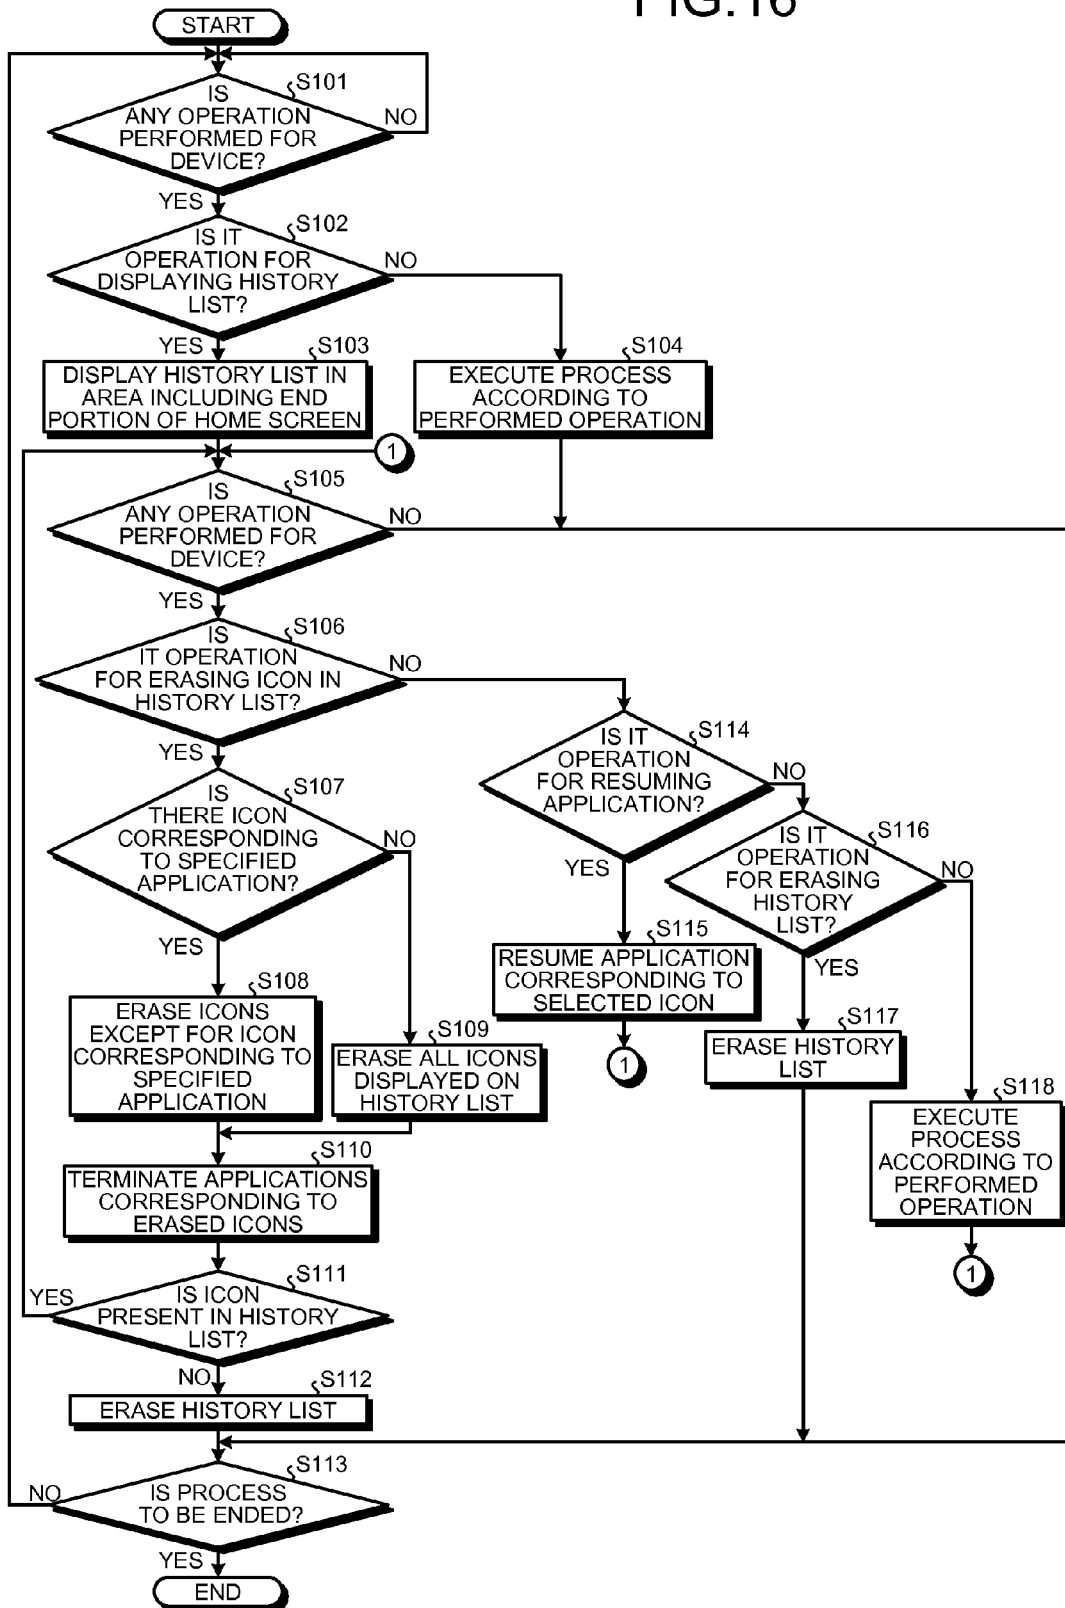 FIG.16
START
S101
IS
ANY OPERATION
PERFORMED FOR
DEVICE?
NO
YES
S102
IS IT
OPERATION FOR
DISPLAYING HISTORY
LIST?
NO
YES
S103
DISPLAY HISTORY LIST IN
AREA INCLUDING END
PORTION OF HOME SCREEN
S104
EXECUTE PROCESS
ACCORDING TO
PERFORMED OPERATION
1
S105
IS
ANY OPERATION
PERFORMED FOR
DEVICE?
NO
YES
S106
IS
IT OPERATION
FOR ERASING ICON IN
HISTORY LIST?
NO
YES
S107
IS
THERE ICON
CORRESPONDING
TO SPECIFIED
APPLICATION?
NO
YES
S108
ERASE ICONS
EXCEPT FOR ICON
CORRESPONDING TO
SPECIFIED
APPLICATION
S109
ERASE ALL ICONS
DISPLAYED ON
HISTORY LIST
S110
TERMINATE APPLICATIONS
CORRESPONDING TO
ERASED ICONS
S111
IS ICON
PRESENT IN HISTORY
LIST?
YES
NO
S112
ERASE HISTORY LIST
S113
IS PROCESS
TO BE ENDED?
NO
YES
END
S114
IS IT
OPERATION
FOR RESUMING
APPLICATION?
NO
YES
S115
RESUME APPLICATION
CORRESPONDING TO
SELECTED ICON
1
S116
IS IT
OPERATION
FOR ERASING
HISTORY
LIST?
NO
YES
S117
ERASE HISTORY
LIST
S118
EXECUTE
PROCESS
ACCORDING TO
PERFORMED
OPERATION
1